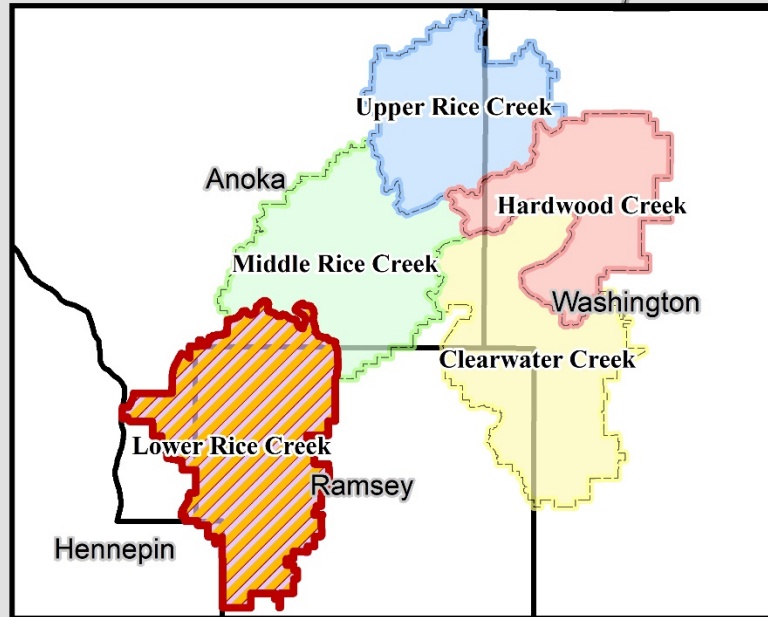 Upper Rice Creek
Anoka
Hardwood Creek
Middle Rice Creek
Washington
Clearwater Creek
Lower Rice Creek
Ramsey
Hennepin